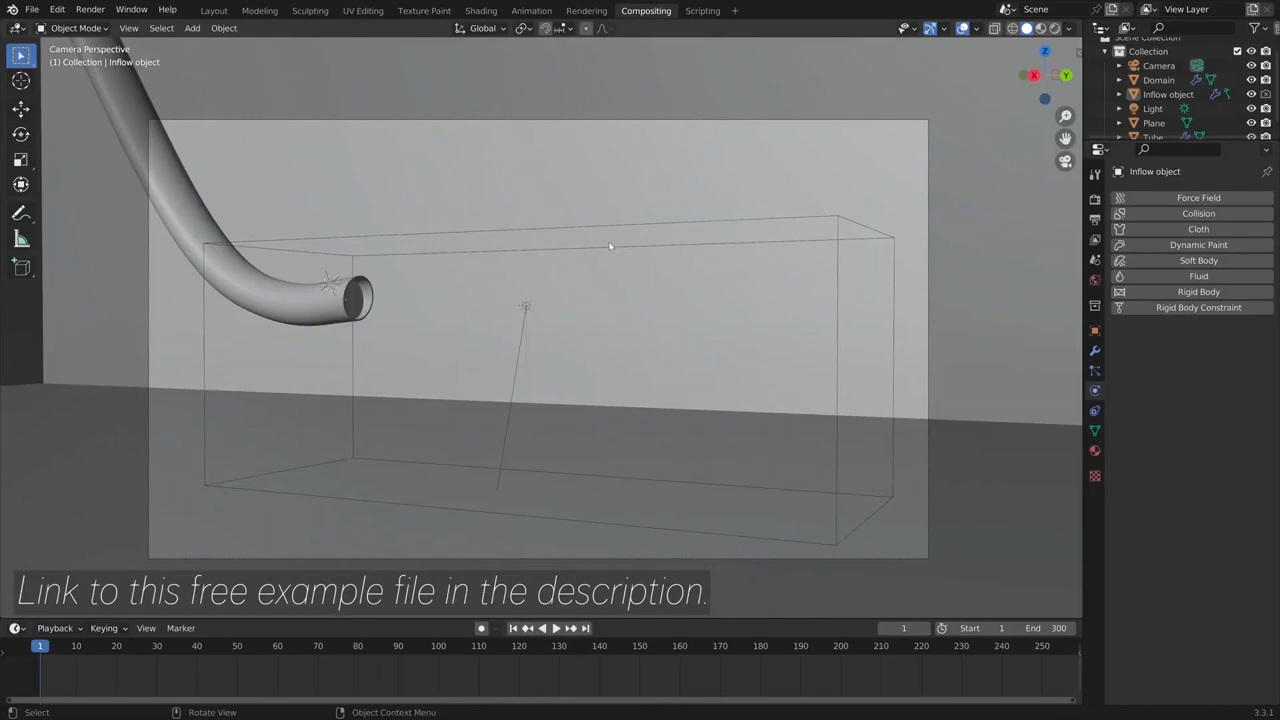 File Edit Render Window Help Layout Modeling Sculpting UV Editing Texture Paint Shading Animation Rendering Compositing Scripting + Scene View Layer
Object Mode View Select Add Object Global
Camera Perspective
(1) Collection | Inflow object
Z
X
Y
Scene Collection
Collection
Camera
Domain
Inflow object
Light
Plane
Tube
Inflow object
Force Field
Collision
Cloth
Dynamic Paint
Soft Body
Fluid
Rigid Body
Rigid Body Constraint
Link to this free example file in the description.
Playback Keying View Marker 1 Start 1 End 300
1 10 20 30 40 50 60 70 80 90 100 110 120 130 140 150 160 170 180 190 200 210 220 230 240 250
Select Rotate View Object Context Menu 3.3.1